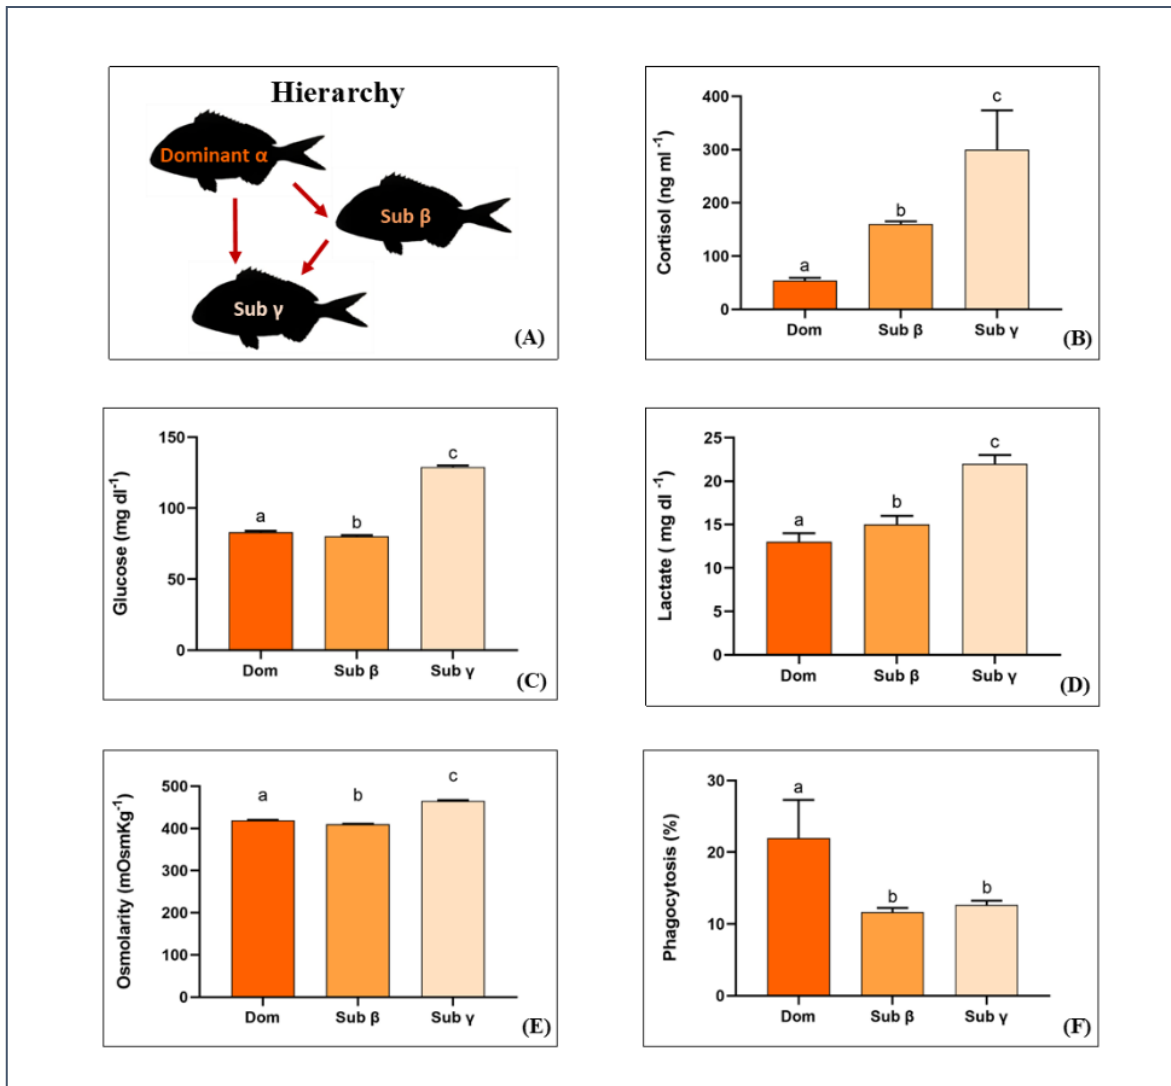 Hierarchy
Dominant α
Sub β
Sub γ
(A)
Cortisol (ng ml⁻¹)
400
300
200
100
0
a
b
c
Dom
Sub β
Sub γ
(B)
Glucose (mg dl⁻¹)
150
100
50
0
a
b
c
Dom
Sub β
Sub γ
(C)
Lactate ( mg dl ⁻¹)
25
20
15
10
5
0
a
b
c
Dom
Sub β
Sub γ
(D)
Osmolarity (mOsmKg⁻¹)
500
400
300
200
100
0
a
b
c
Dom
Sub β
Sub γ
(E)
Phagocytosis (%)
30
20
10
0
a
b
b
Dom
Sub β
Sub γ
(F)